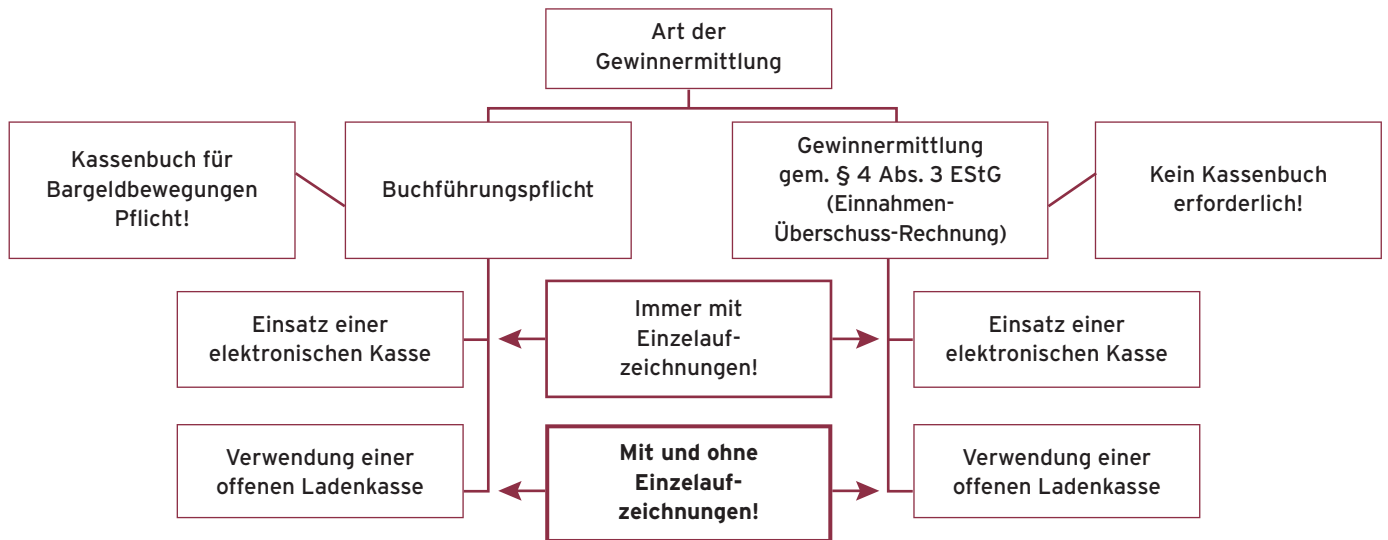 Art der
Gewinnermittlung
Kassenbuch für
Bargeldbewegungen
Pflicht!
Buchführungspflicht
Gewinnermittlung
gem. § 4 Abs. 3 EStG
(Einnahmen-
Überschuss-Rechnung)
Kein Kassenbuch
erforderlich!
Einsatz einer
elektronischen Kasse
Immer mit
Einzelauf-
zeichnungen!
Einsatz einer
elektronischen Kasse
Verwendung einer
offenen Ladenkasse
Mit und ohne
Einzelauf-
zeichnungen!
Verwendung einer
offenen Ladenkasse